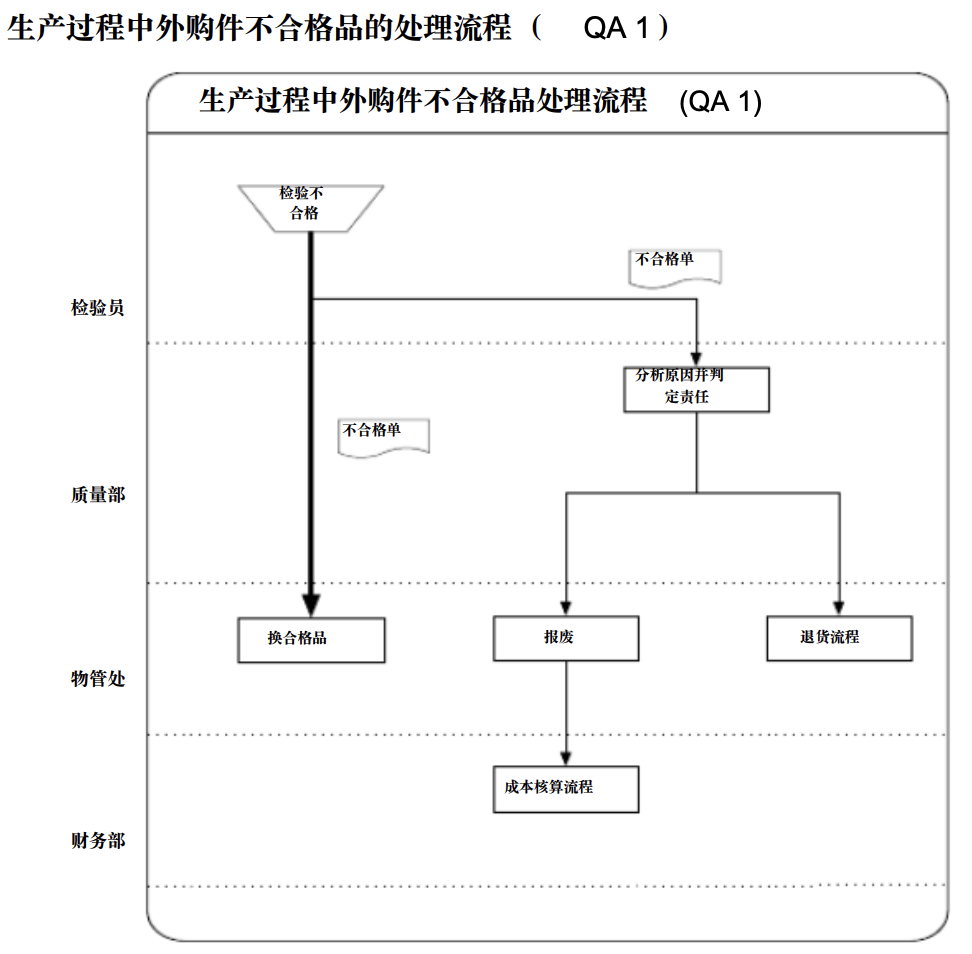 生产过程中外购件不合格品的处理流程（ QA 1）
生产过程中外购件不合格品处理流程 (QA 1)
检验不
合格
不合格单
检验员
分析原因并判
定责任
不合格单
质量部
换合格品
报废
退货流程
物管处
成本核算流程
财务部